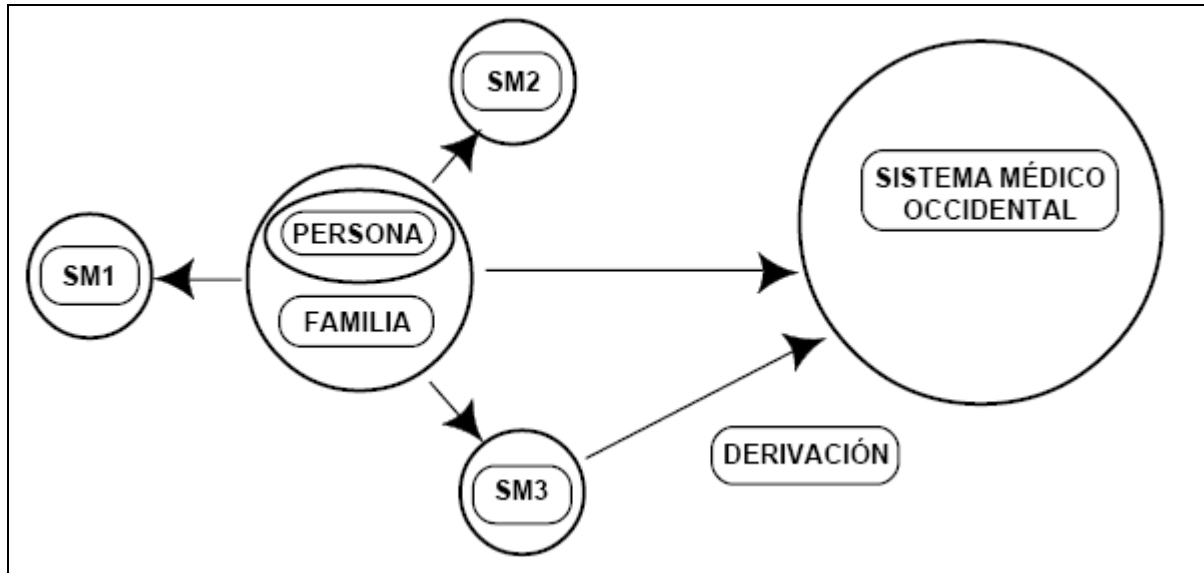 SM2
SISTEMA MÉDICO
OCCIDENTAL
PERSONA
SM1
FAMILIA
DERIVACIÓN
SM3